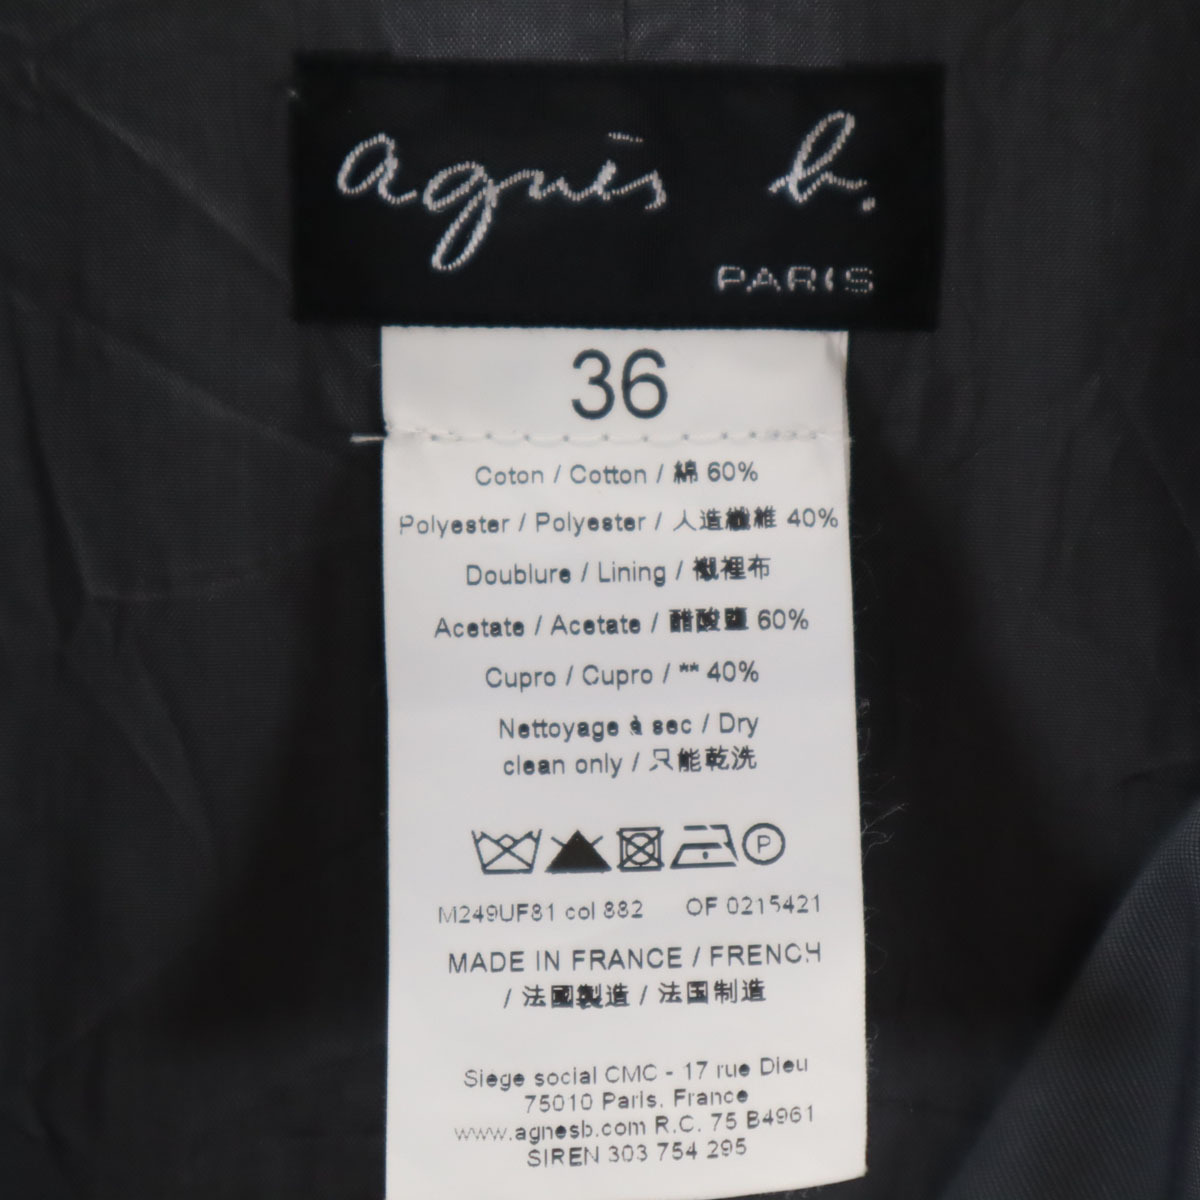 agnès b.
PARIS
36
Coton / Cotton / 綿 60%
Polyester / Polyester / 人造纖維 40%
Doublure / Lining / 襯裡布
Acetate / Acetate / 醋酸鹽 60%
Cupro / Cupro / ** 40%
Nettoyage à sec / Dry
clean only / 只能乾洗
P
M249UF81 col 882 OF 0215421
MADE IN FRANCE / FRENCH
/ 法國製造 / 法国制造
Siege social CMC - 17 rue Dieu
75010 Paris. France
www.agnesb.com R.C. 75 B4961
SIREN 303 754 295